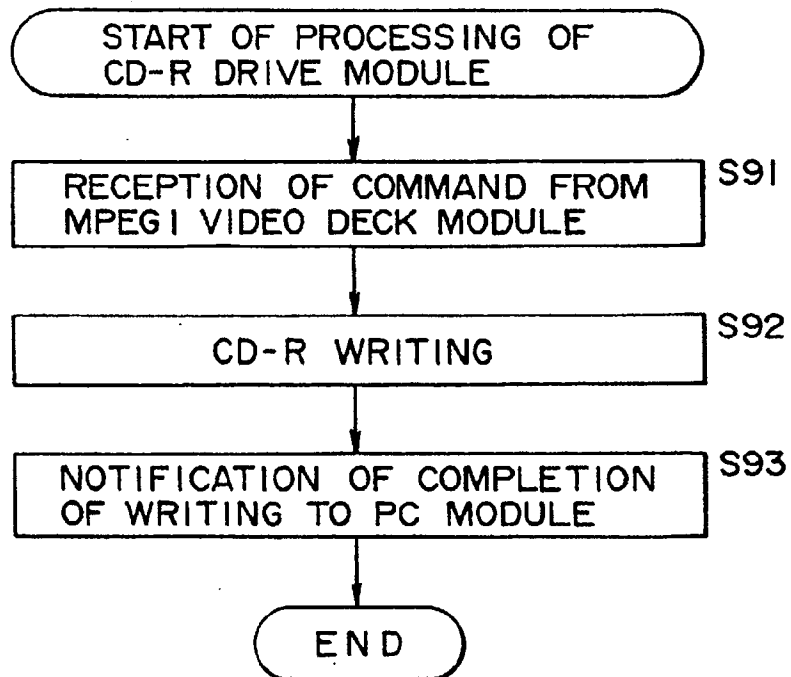 START OF PROCESSING OF
CD-R DRIVE MODULE
S91
RECEPTION OF COMMAND FROM
MPEG1 VIDEO DECK MODULE
S92
CD-R WRITING
S93
NOTIFICATION OF COMPLETION
OF WRITING TO PC MODULE
END